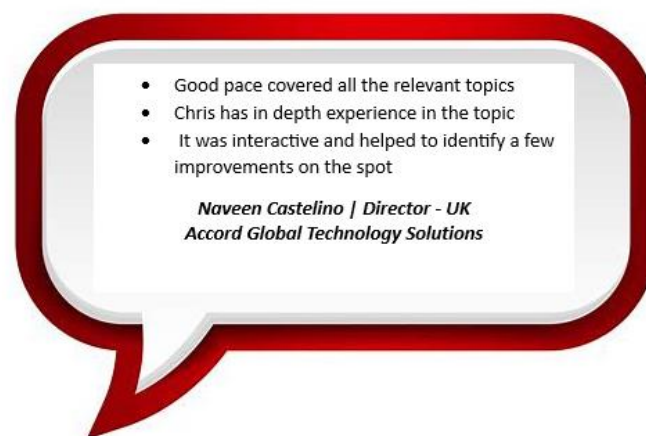 • Good pace covered all the relevant topics
• Chris has in depth experience in the topic
• It was interactive and helped to identify a few
improvements on the spot
Naveen Castelino | Director - UK
Accord Global Technology Solutions